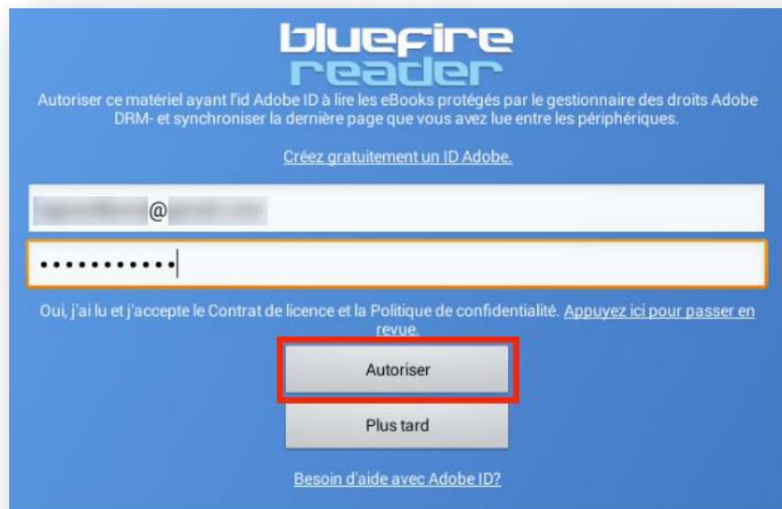 bluefire
reader
Autoriser ce matériel ayant l'id Adobe ID à lire les eBooks protégés par le gestionnaire des droits Adobe
DRM- et synchroniser la dernière page que vous avez lue entre les périphériques.
Créez gratuitement un ID Adobe.
@
•••••••••••
Oui, j'ai lu et j'accepte le Contrat de licence et la Politique de confidentialité. Appuyez ici pour passer en
revue.
Autoriser
Plus tard
Besoin d'aide avec Adobe ID?